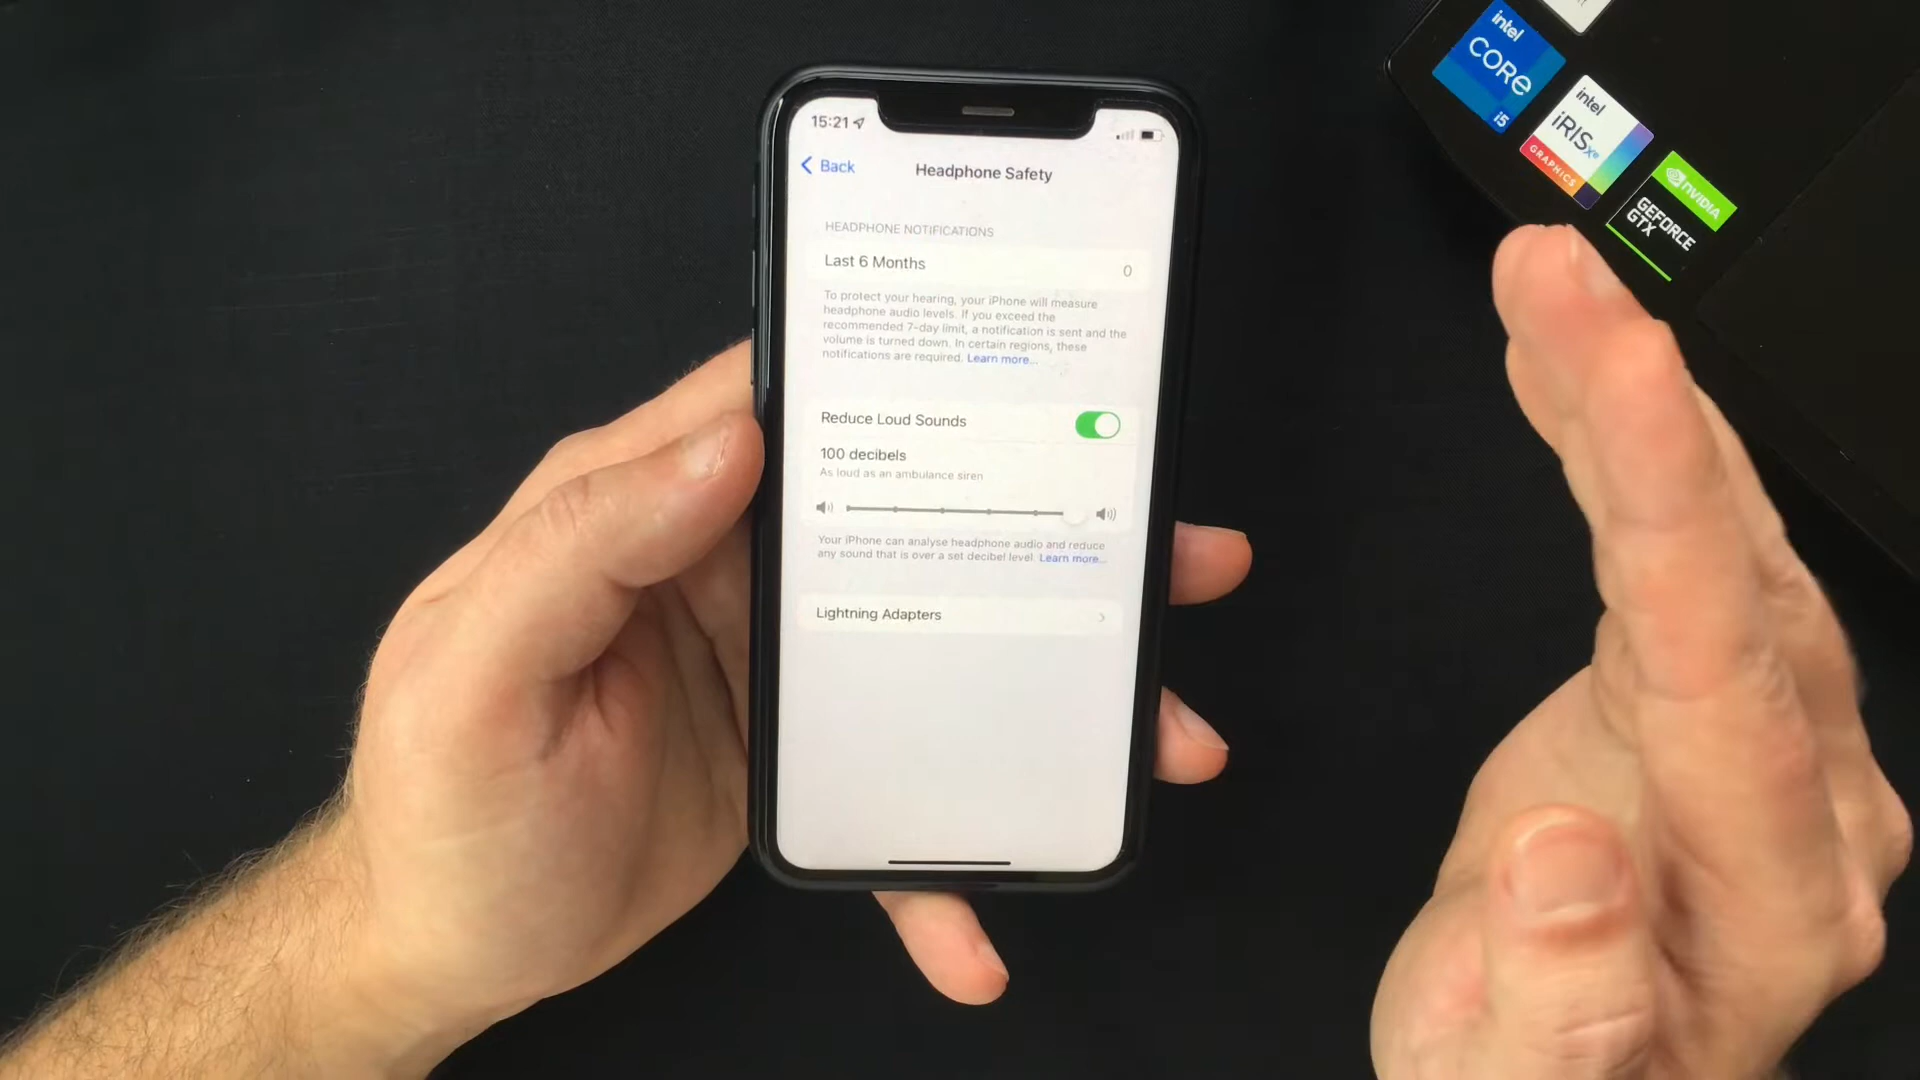 15:21
Back
Headphone Safety
HEADPHONE NOTIFICATIONS
Last 6 Months
0
To protect your hearing, your iPhone will measure
headphone audio levels. If you exceed the
recommended 7-day limit, a notification is sent and the
volume is turned down. In certain regions, these
notifications are required. Learn more...
Reduce Loud Sounds
100 decibels
As loud as an ambulance siren
Your iPhone can analyse headphone audio and reduce
any sound that is over a set decibel level. Learn more...
Lightning Adapters
intel
CORE
i5
intel
iRIS Xe
GRAPHICS
NVIDIA
GEFORCE
GTX